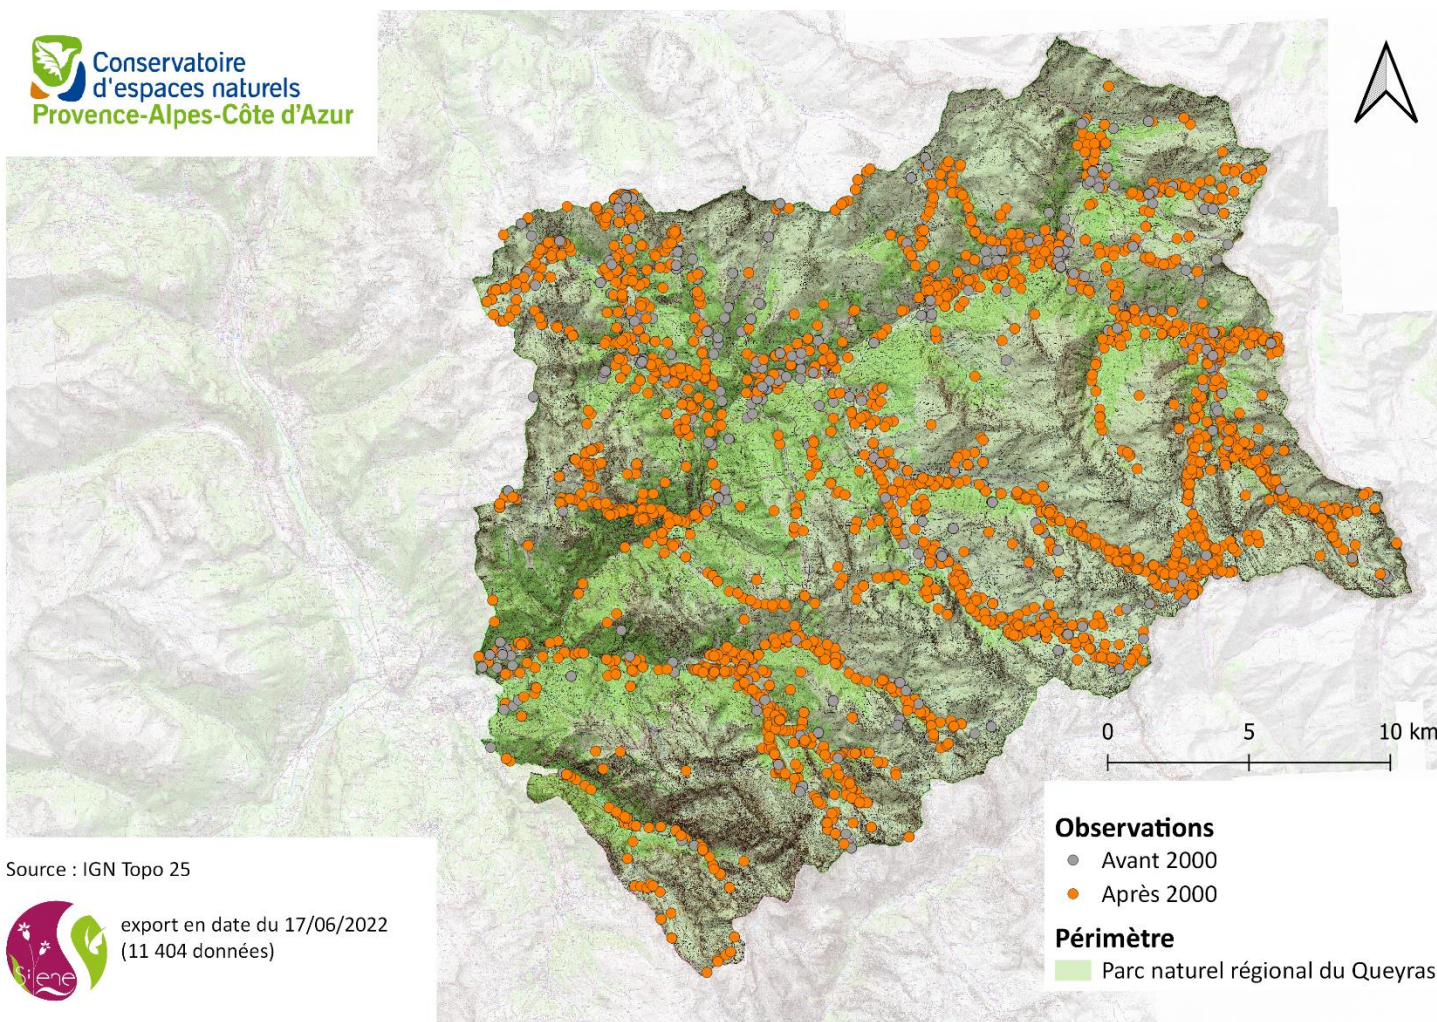 Conservatoire
d'espaces naturels
Provence-Alpes-Côte d'Azur
0 5 10 km
Observations
Avant 2000
Après 2000
Périmètre
Parc naturel régional du Queyras
Source : IGN Topo 25
export en date du 17/06/2022
(11 404 données)
Silene